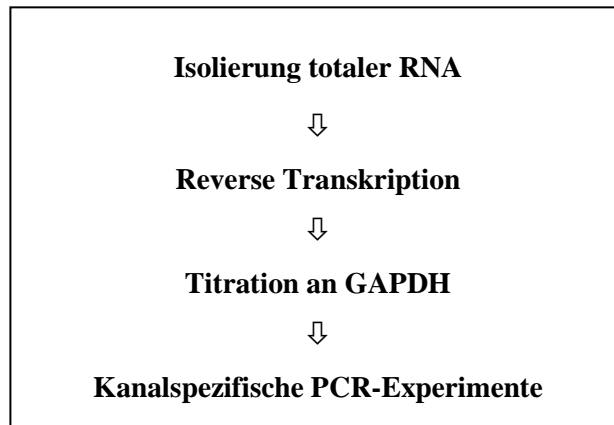 Isolierung totaler RNA
⇩
Reverse Transkription
⇩
Titration an GAPDH
⇩
Kanalspezifische PCR-Experimente